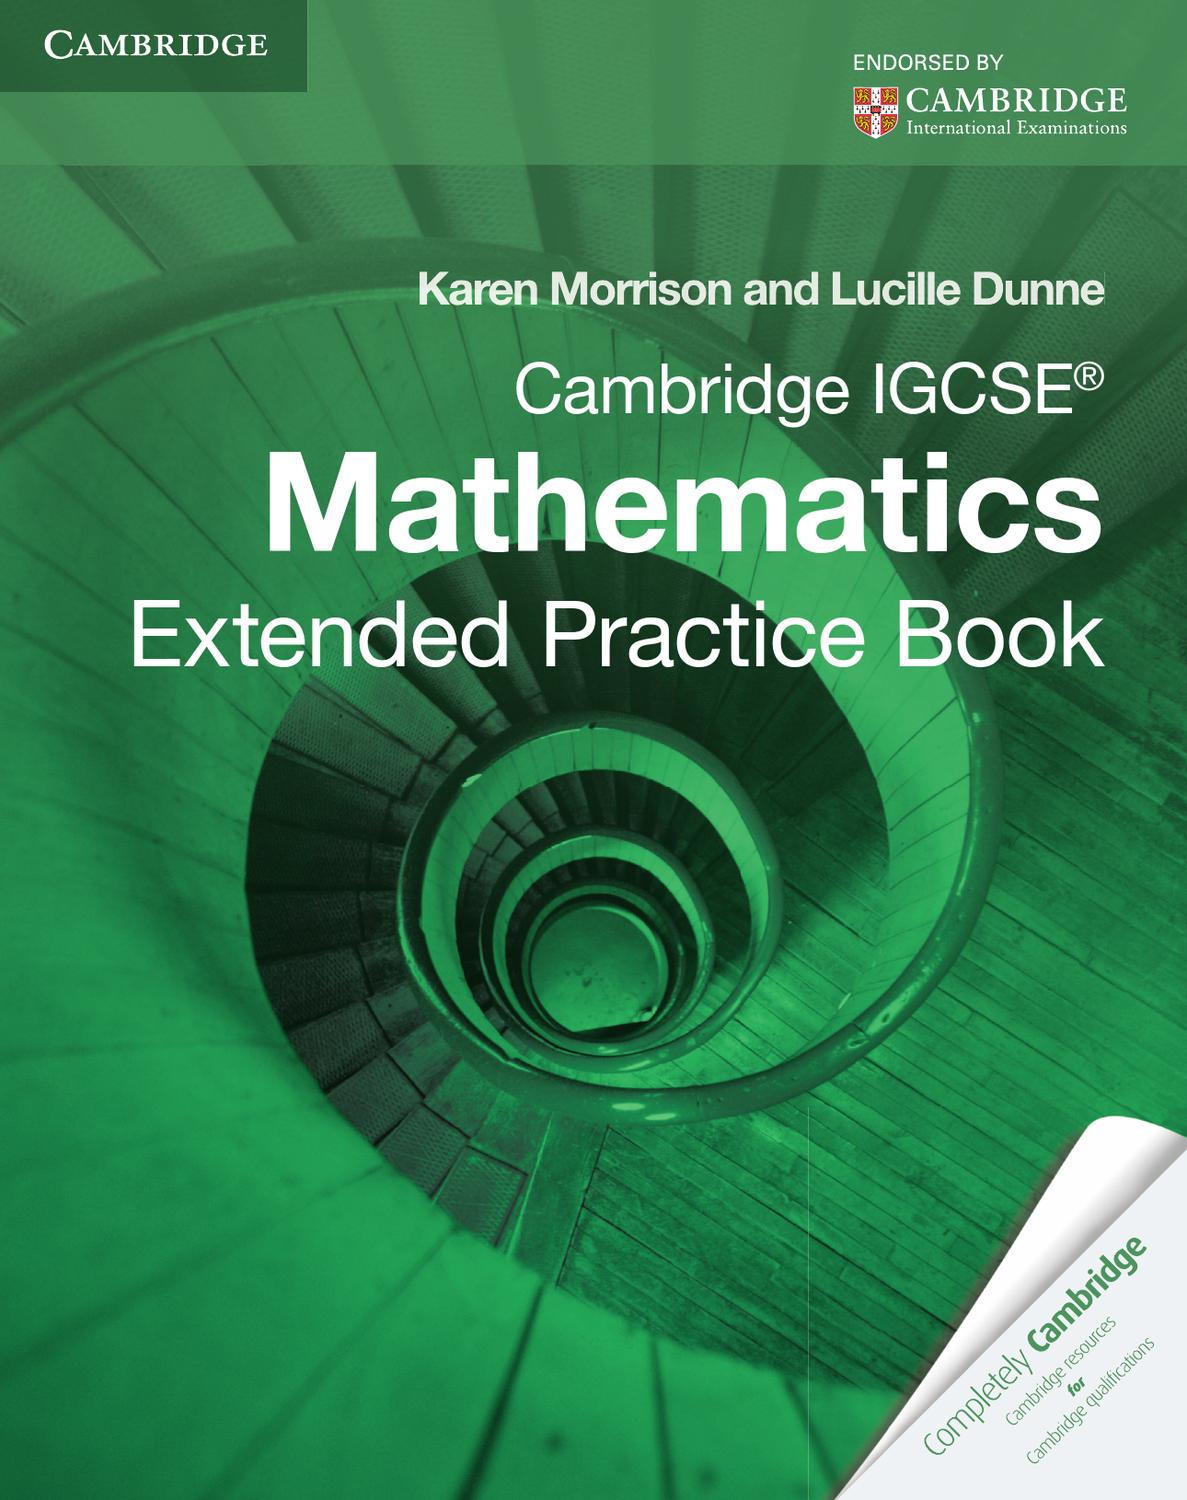 CAMBRIDGE
ENDORSED BY
CAMBRIDGE
International Examinations
Karen Morrison and Lucille Dunne
Cambridge IGCSE®
Mathematics
Extended Practice Book
Completely Cambridge
Cambridge resources
for
Cambridge qualifications